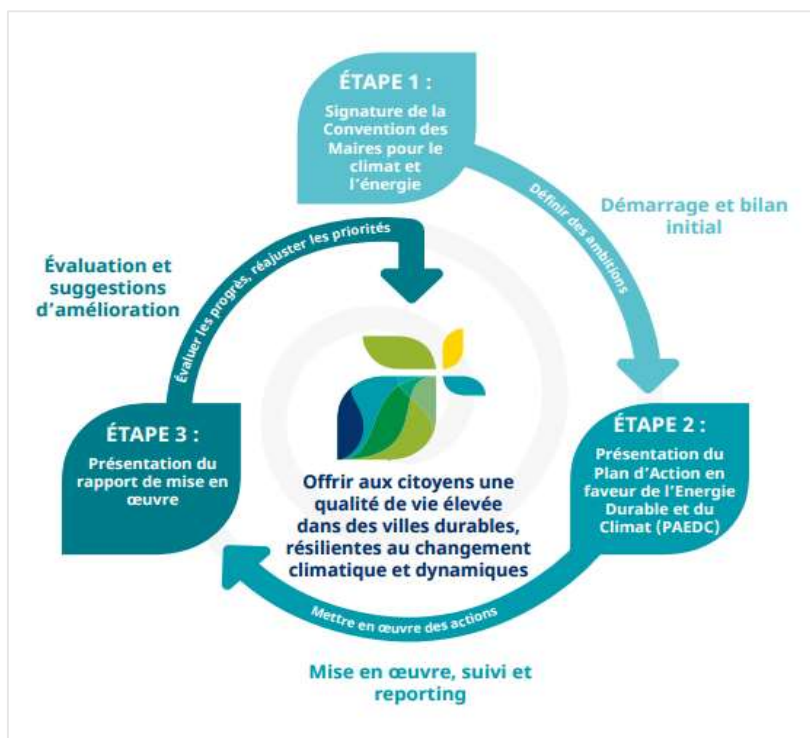 ÉTAPE 1 :
Signature de la
Convention des
Maires pour le
climat et
l'énergie
Définir des ambitions
Démarrage et bilan
initial
Évaluer les progrès, réajuster les priorités
Évaluation et
suggestions
d'amélioration
ÉTAPE 2 :
Présentation du
Plan d'Action en
faveur de l'Energie
Durable et du
Climat (PAEDC)
ÉTAPE 3 :
Présentation du
rapport de mise en
œuvre
Offrir aux citoyens une
qualité de vie élevée
dans des villes durables,
résilientes au changement
climatique et dynamiques
Mettre en œuvre des actions
Mise en œuvre, suivi et
reporting